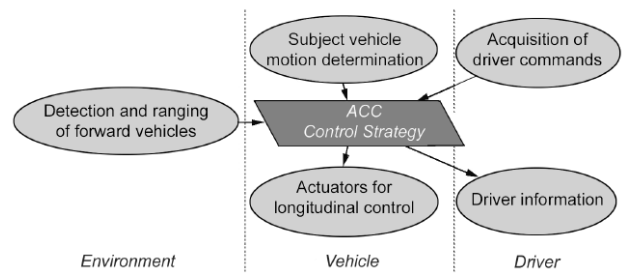 Subject vehicle
motion determination
Acquisition of
driver commands
Detection and ranging
of forward vehicles
ACC
Control Strategy
Actuators for
longitudinal control
Driver information
Environment
Vehicle
Driver